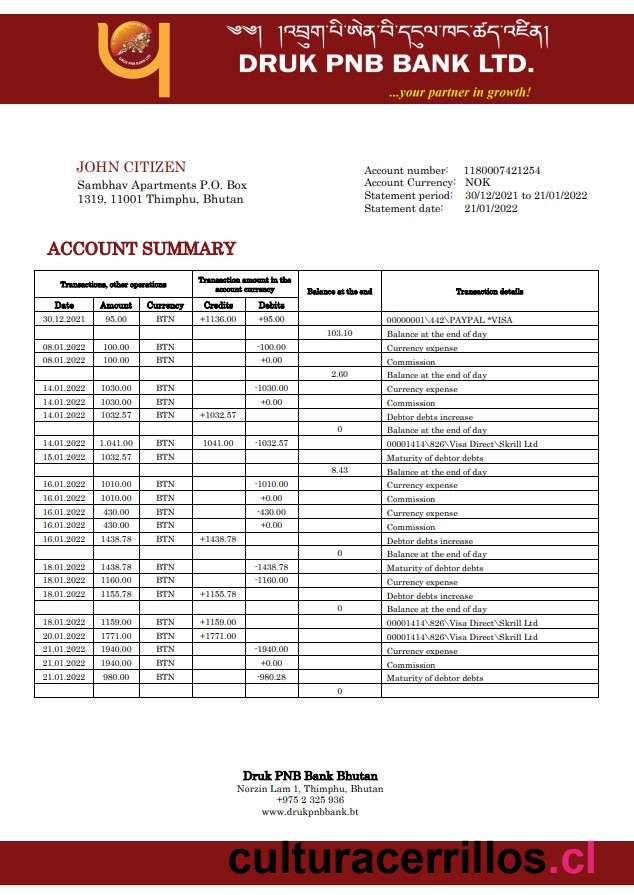 DRUK PNB BANK LTD
༄༅། །འབྲུག་པི་ཨེན་བི་དངུལ་ཁང་ཚད་འཛིན།
DRUK PNB BANK LTD.
...your partner in growth!
JOHN CITIZEN
Sambhav Apartments P.O. Box
1319, 11001 Thimphu, Bhutan
Account number: 1180007421254
Account Currency: NOK
Statement period: 30/12/2021 to 21/01/2022
Statement date: 21/01/2022
ACCOUNT SUMMARY
Transactions, other operations Transaction amount in the account currency Balance at the end Transaction details
Date Amount Currency Credits Debits
30.12.2021 95.00 BTN +1136.00 +95.00 00000001\442\PAYPAL *VISA
103.10 Balance at the end of day
08.01.2022 100.00 BTN -100.00 Currency expense
08.01.2022 100.00 BTN +0.00 Commission
2.60 Balance at the end of day
14.01.2022 1030.00 BTN -1030.00 Currency expense
14.01.2022 1030.00 BTN +0.00 Commission
14.01.2022 1032.57 BTN +1032.57 Debtor debts increase
0 Balance at the end of day
14.01.2022 1.041.00 BTN 1041.00 -1032.57 00001414\826\Visa Direct\Skrill Ltd
15.01.2022 1032.57 BTN Maturity of debtor debts
8.43 Balance at the end of day
16.01.2022 1010.00 BTN -1010.00 Currency expense
16.01.2022 1010.00 BTN +0.00 Commission
16.01.2022 430.00 BTN -430.00 Currency expense
16.01.2022 430.00 BTN +0.00 Commission
16.01.2022 1438.78 BTN +1438.78 Debtor debts increase
0 Balance at the end of day
18.01.2022 1438.78 BTN -1438.78 Maturity of debtor debts
18.01.2022 1160.00 BTN -1160.00 Currency expense
18.01.2022 1155.78 BTN +1155.78 Debtor debts increase
0 Balance at the end of day
18.01.2022 1159.00 BTN +1159.00 00001414\826\Visa Direct\Skrill Ltd
20.01.2022 1771.00 BTN +1771.00 00001414\826\Visa Direct\Skrill Ltd
21.01.2022 1940.00 BTN -1940.00 Currency expense
21.01.2022 1940.00 BTN +0.00 Commission
21.01.2022 980.00 BTN -980.28 Maturity of debtor debts
0
Druk PNB Bank Bhutan
Norzin Lam 1, Thimphu, Bhutan
+975 2 325 936
www.drukpnbbank.bt
culturacerrillos.cl